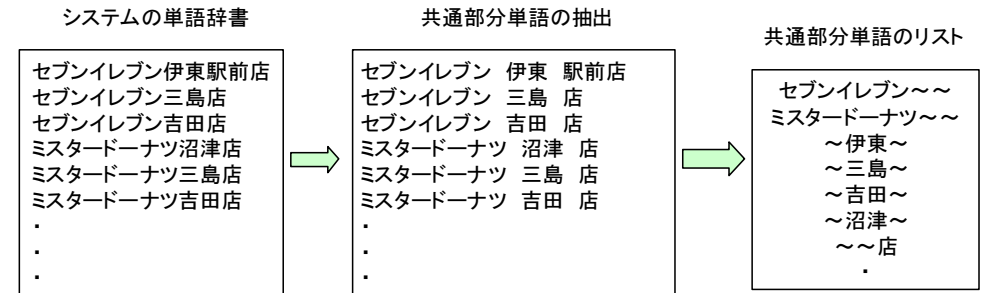 システムの単語辞書
セブンイレブン伊東駅前店
セブンイレブン三島店
セブンイレブン吉田店
ミスタードーナツ沼津店
ミスタードーナツ三島店
ミスタードーナツ吉田店
・
・
・
共通部分単語の抽出
セブンイレブン 伊東 駅前店
セブンイレブン 三島 店
セブンイレブン 吉田 店
ミスタードーナツ 沼津 店
ミスタードーナツ 三島 店
ミスタードーナツ 吉田 店
・
・
・
共通部分単語のリスト
セブンイレブン～～
ミスタードーナツ～～
～伊東～
～三島～
～吉田～
～沼津～
～～店
・